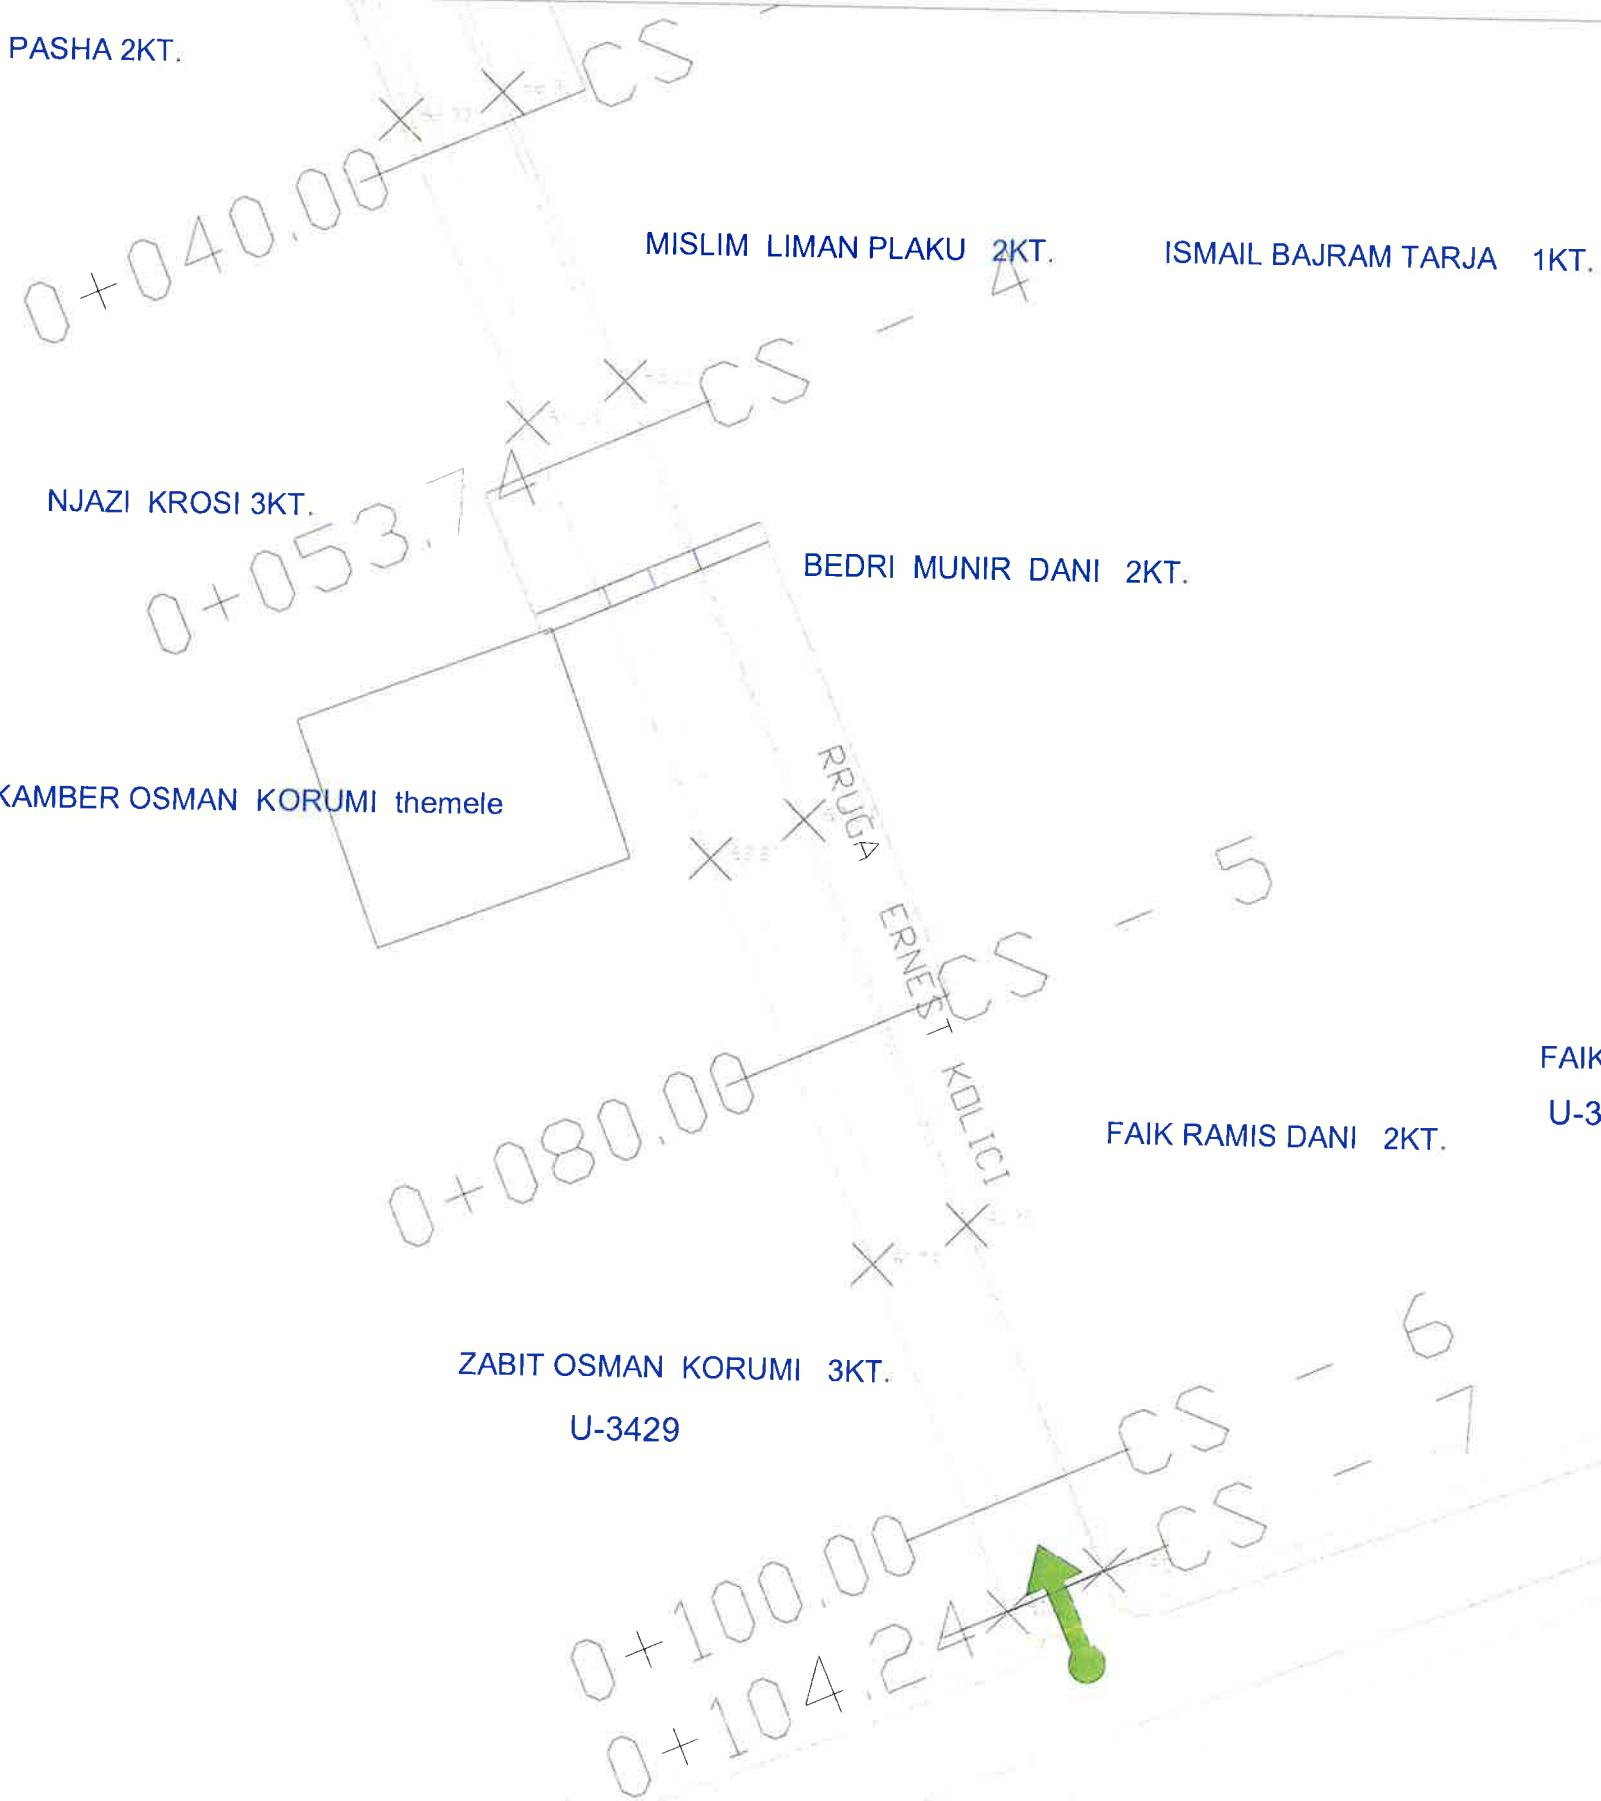 PASHA 2KT.
CS -
0+040.00
MISLIM LIMAN PLAKU 2KT.
ISMAIL BAJRAM TARJA 1KT.
CS - 4
NJAZI KROSI 3KT.
0+053.74
BEDRI MUNIR DANI 2KT.
KAMBER OSMAN KORUMI themele
RRUGA ERNEST KOLICI
CS - 5
0+080.00
FAIK
U-3
FAIK RAMIS DANI 2KT.
ZABIT OSMAN KORUMI 3KT.
U-3429
CS - 6
0+100.00
CS - 7
0+104.24